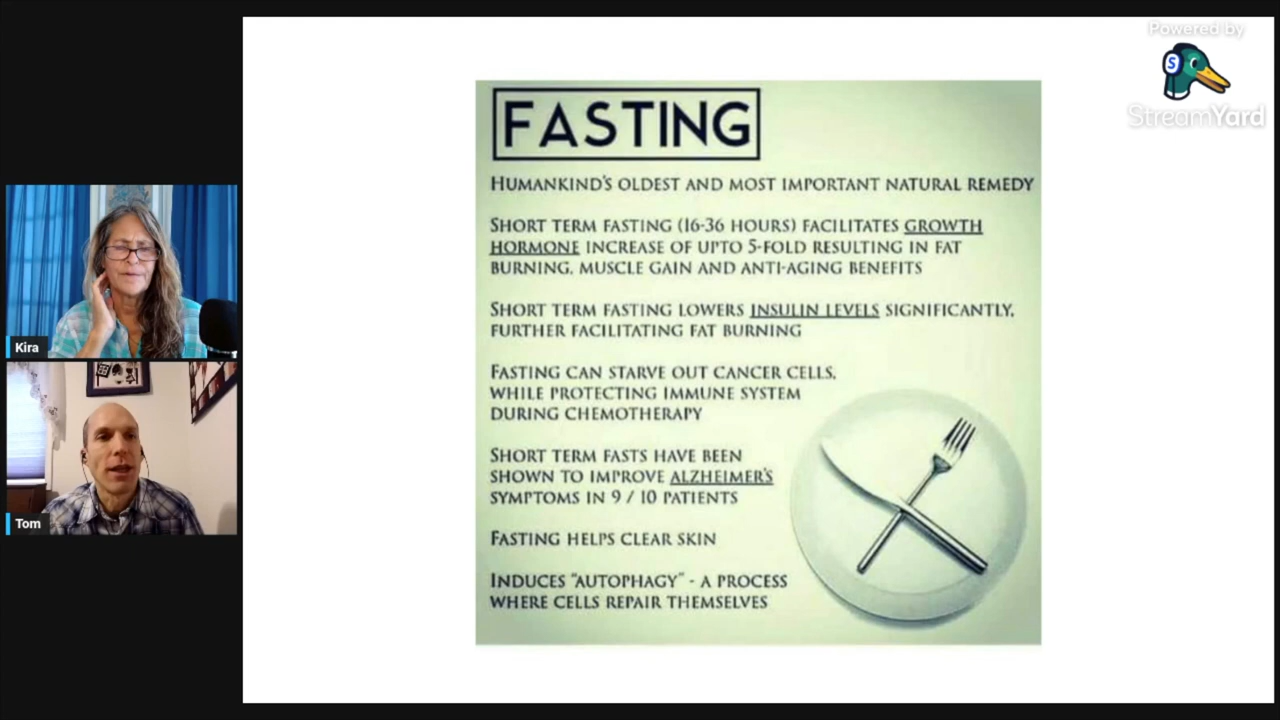 Powered by
S
StreamYard
FASTING
HUMANKIND'S OLDEST AND MOST IMPORTANT NATURAL REMEDY
SHORT TERM FASTING (16-36 HOURS) FACILITATES GROWTH
HORMONE INCREASE OF UPTO 5-FOLD RESULTING IN FAT
BURNING, MUSCLE GAIN AND ANTI-AGING BENEFITS
SHORT TERM FASTING LOWERS INSULIN LEVELS SIGNIFICANTLY,
FURTHER FACILITATING FAT BURNING
FASTING CAN STARVE OUT CANCER CELLS,
WHILE PROTECTING IMMUNE SYSTEM
DURING CHEMOTHERAPY
SHORT TERM FASTS HAVE BEEN
SHOWN TO IMPROVE ALZHEIMER'S
SYMPTOMS IN 9 / 10 PATIENTS
FASTING HELPS CLEAR SKIN
INDUCES "AUTOPHAGY" - A PROCESS
WHERE CELLS REPAIR THEMSELVES
Kira
Tom